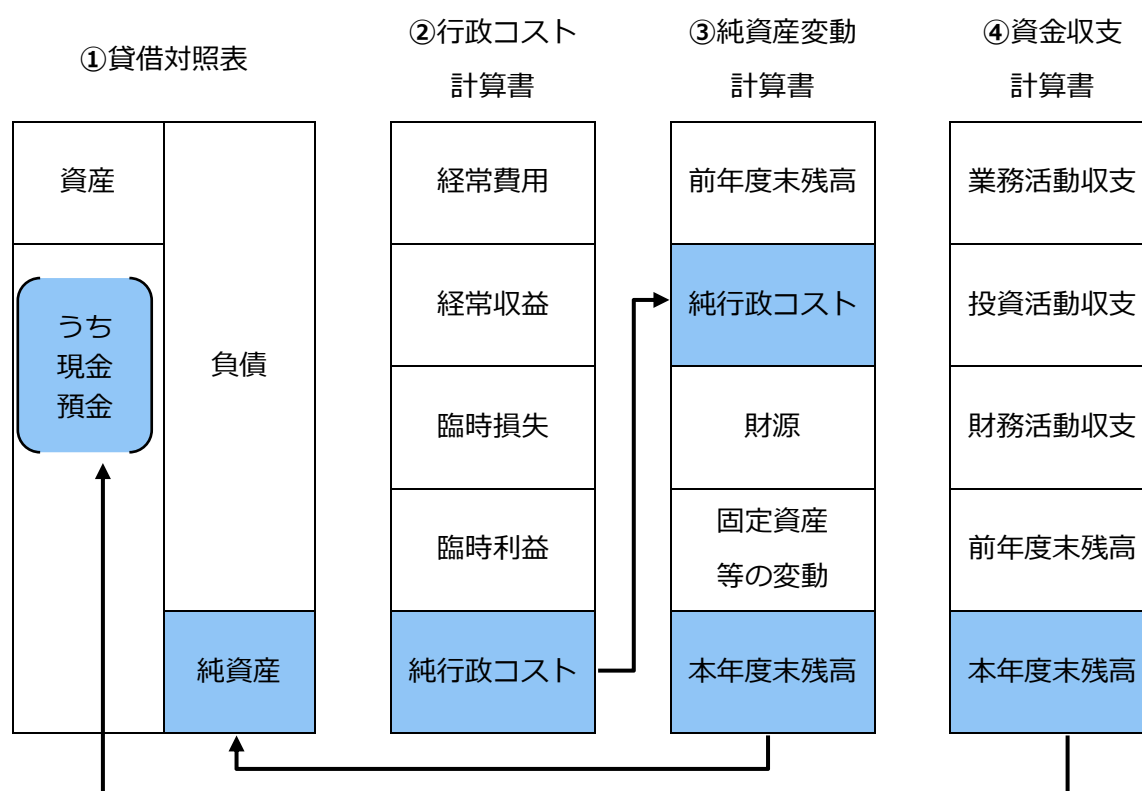 ①貸借対照表
②行政コスト
計算書
③純資産変動
計算書
④資金収支
計算書
資産
うち
現金
預金
負債
純資産
経常費用
経常収益
臨時損失
臨時利益
純行政コスト
前年度末残高
純行政コスト
財源
固定資産
等の変動
本年度末残高
業務活動収支
投資活動収支
財務活動収支
前年度末残高
本年度末残高